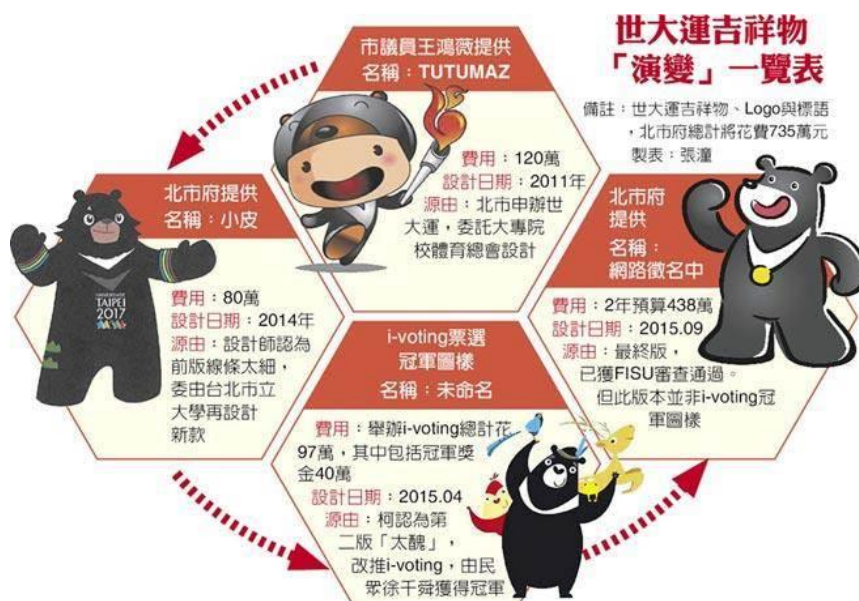 世大運吉祥物
「演變」一覽表
備註：世大運吉祥物、Logo與標語
，北市府總計將花費735萬元
製表：張潼
市議員王鴻薇提供
名稱：TUTUMAZ
費用：120萬
設計日期：2011年
源由：北市申辦世
大運，委託大專院
校體育總會設計
北市府提供
名稱：小皮
TAIPEI
2017
費用：80萬
設計日期：2014年
源由：設計師認為
前版線條太細，
委由台北市立
大學再設計
新款
i-voting票選
冠軍圖樣
名稱：未命名
費用：舉辦i-voting總計花
97萬，其中包括冠軍獎
金40萬
設計日期：2015.04
源由：柯認為第
二版「太醜」，
改推i-voting，由民
眾徐千舜獲得冠軍
北市府
提供
名稱：
網路徵名中
費用：2年預算438萬
設計日期：2015.09
源由：最終版，
已獲FISU審查通過。
但此版本並非i-voting冠
軍圖樣